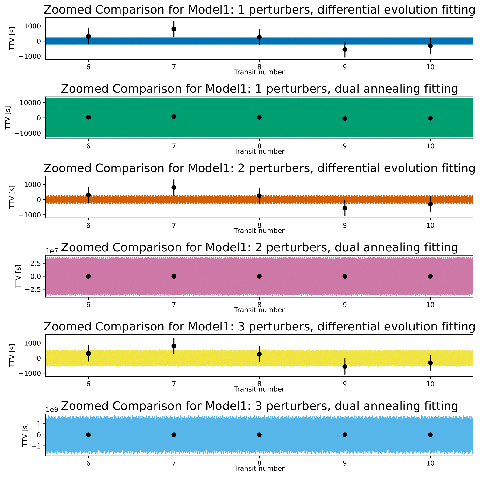 Zoomed Comparison for Model1: 1 perturbers, differential evolution fitting
TTV [s]
1000
0
−1000
6 7 8 9 10
Transit number
Zoomed Comparison for Model1: 1 perturbers, dual annealing fitting
TTV [s]
10000
0
−10000
6 7 8 9 10
Transit number
Zoomed Comparison for Model1: 2 perturbers, differential evolution fitting
TTV [s]
1000
0
−1000
6 7 8 9 10
Transit number
Zoomed Comparison for Model1: 2 perturbers, dual annealing fitting
1e7
TTV [s]
2.5
0.0
−2.5
6 7 8 9 10
Transit number
Zoomed Comparison for Model1: 3 perturbers, differential evolution fitting
TTV [s]
1000
0
−1000
6 7 8 9 10
Transit number
Zoomed Comparison for Model1: 3 perturbers, dual annealing fitting
TTV [s]
1
0
−1
6 7 8 9 10
Transit number